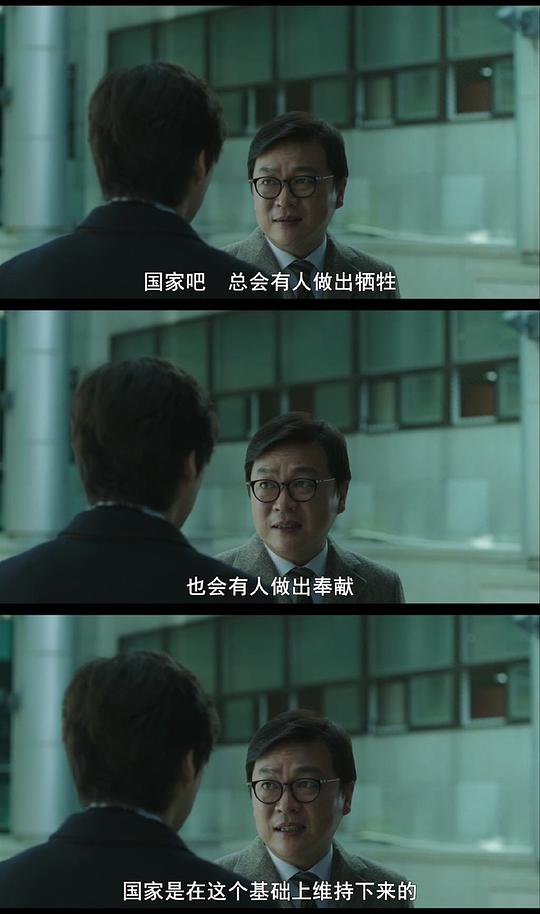 国家吧 总会有人做出牺牲
也会有人做出奉献
国家是在这个基础上维持下来的